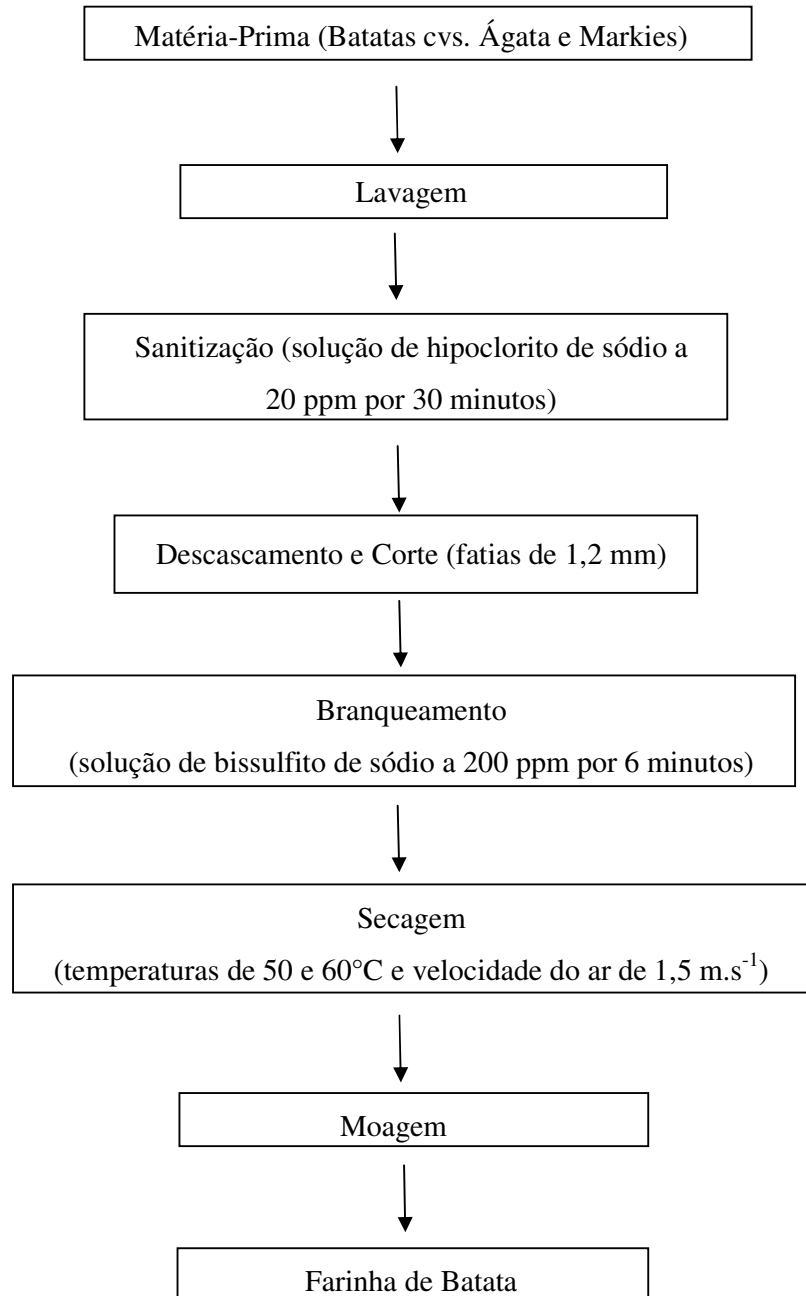 Matéria-Prima (Batatas cvs. Ágata e Markies)
Lavagem
Sanitização (solução de hipoclorito de sódio a
20 ppm por 30 minutos)
Descascamento e Corte (fatias de 1,2 mm)
Branqueamento
(solução de bissulfito de sódio a 200 ppm por 6 minutos)
Secagem
(temperaturas de 50 e 60°C e velocidade do ar de 1,5 m.s⁻¹)
Moagem
Farinha de Batata